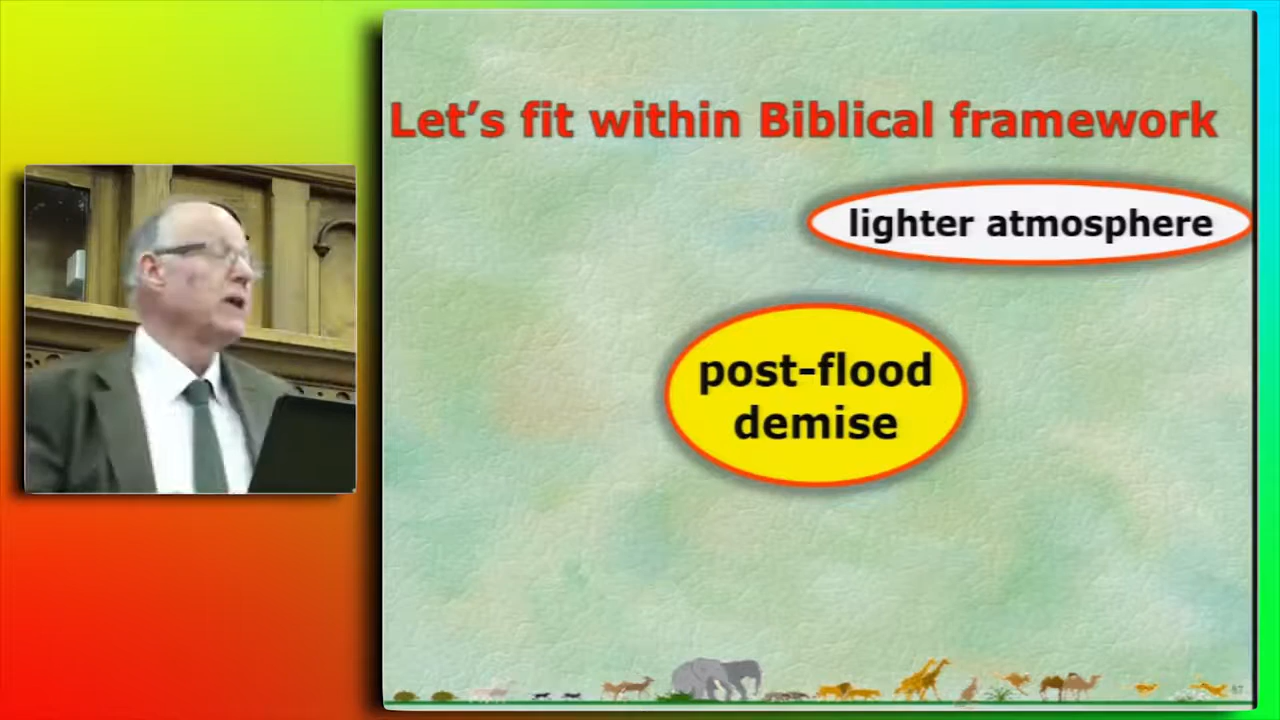 Let's fit within Biblical framework
lighter atmosphere
post-flood
demise